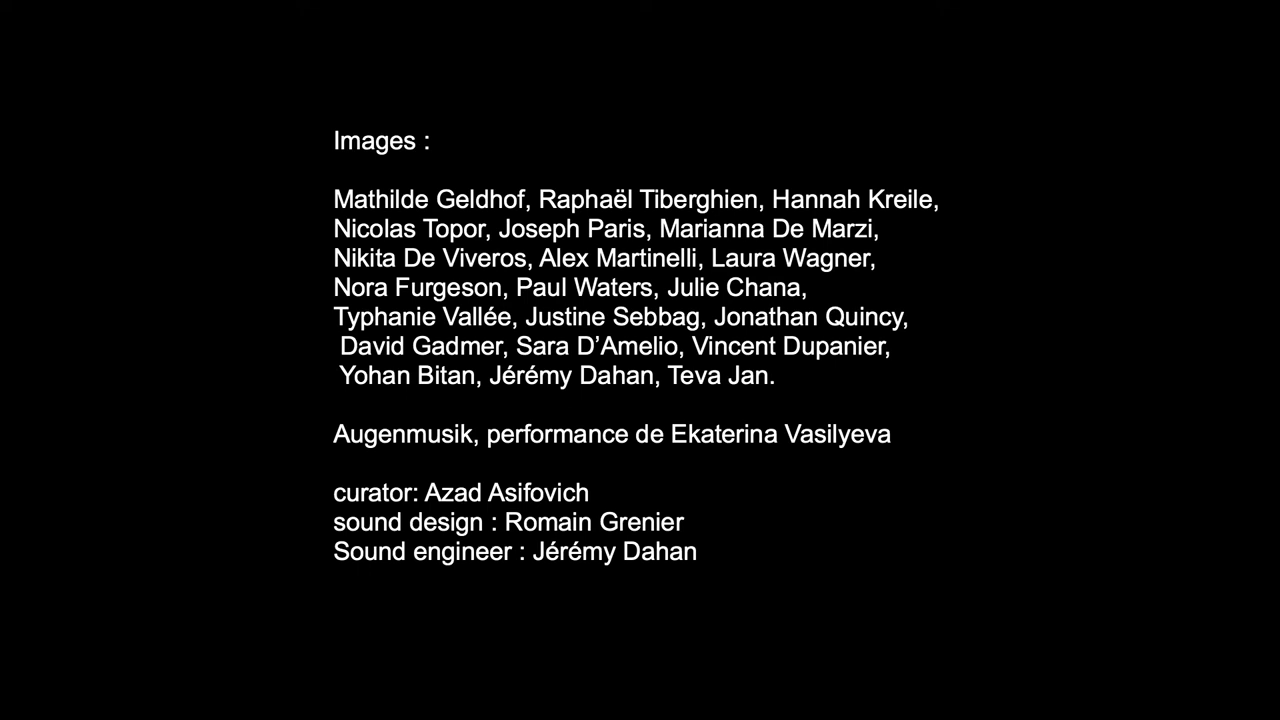 Images :
Mathilde Geldhof, Raphaël Tiberghien, Hannah Kreile,
Nicolas Topor, Joseph Paris, Marianna De Marzi,
Nikita De Viveros, Alex Martinelli, Laura Wagner,
Nora Furgeson, Paul Waters, Julie Chana,
Typhanie Vallée, Justine Sebbag, Jonathan Quincy,
David Gadmer, Sara D’Amelio, Vincent Dupanier,
Yohan Bitan, Jérémy Dahan, Teva Jan.
Augenmusik, performance de Ekaterina Vasilyeva
curator: Azad Asifovich
sound design : Romain Grenier
Sound engineer : Jérémy Dahan